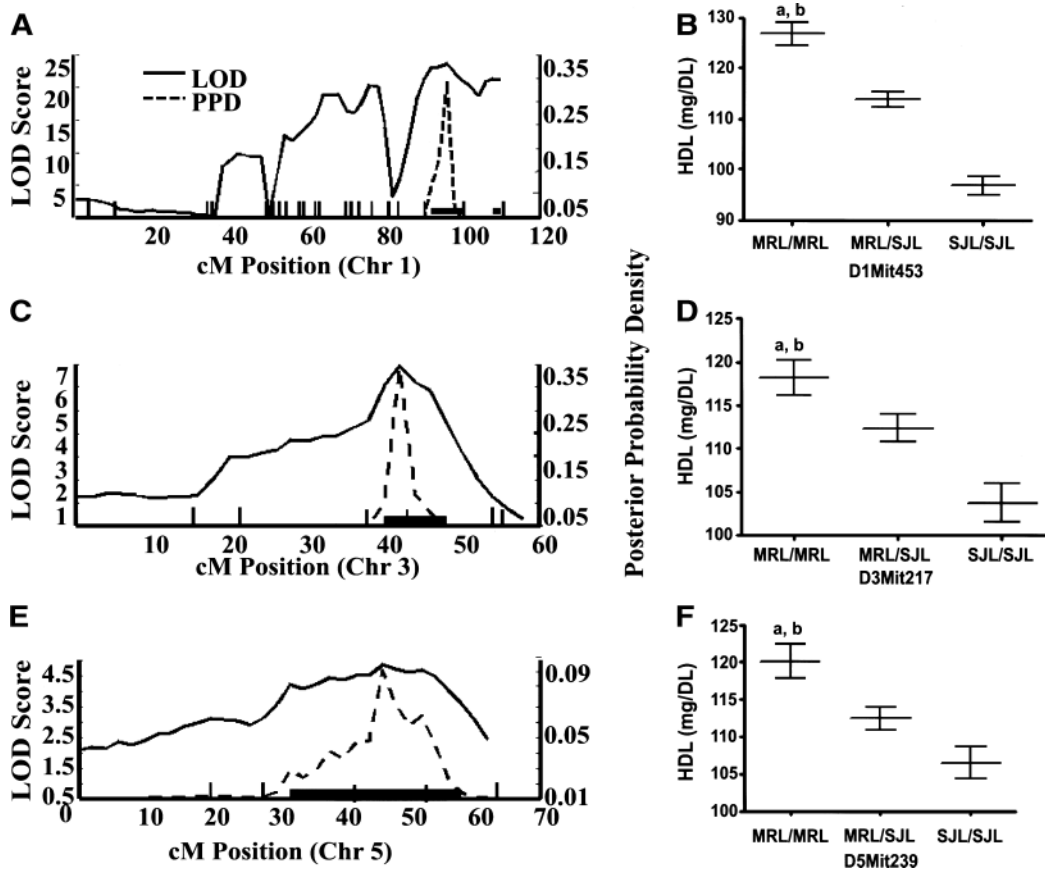 A
LOD Score
25
20
15
10
5
LOD
PPD
0.35
0.25
0.15
0.05
20
40
60
80
100
120
cM Position (Chr 1)
B
HDL (mg/DL)
130
120
110
100
90
a, b
MRL/MRL
MRL/SJL
SJL/SJL
D1Mit453
C
LOD Score
7
6
5
4
3
2
1
0.35
0.25
0.15
0.05
10
20
30
40
50
60
cM Position (Chr 3)
Posterior Probability Density
D
HDL (mg/DL)
125
120
115
110
105
100
a, b
MRL/MRL
MRL/SJL
SJL/SJL
D3Mit217
E
LOD Score
4.5
3.5
2.5
1.5
0.5
0.09
0.05
0.01
0
10
20
30
40
50
60
70
cM Position (Chr 5)
F
HDL (mg/DL)
125
120
115
110
105
100
a, b
MRL/MRL
MRL/SJL
SJL/SJL
D5Mit239